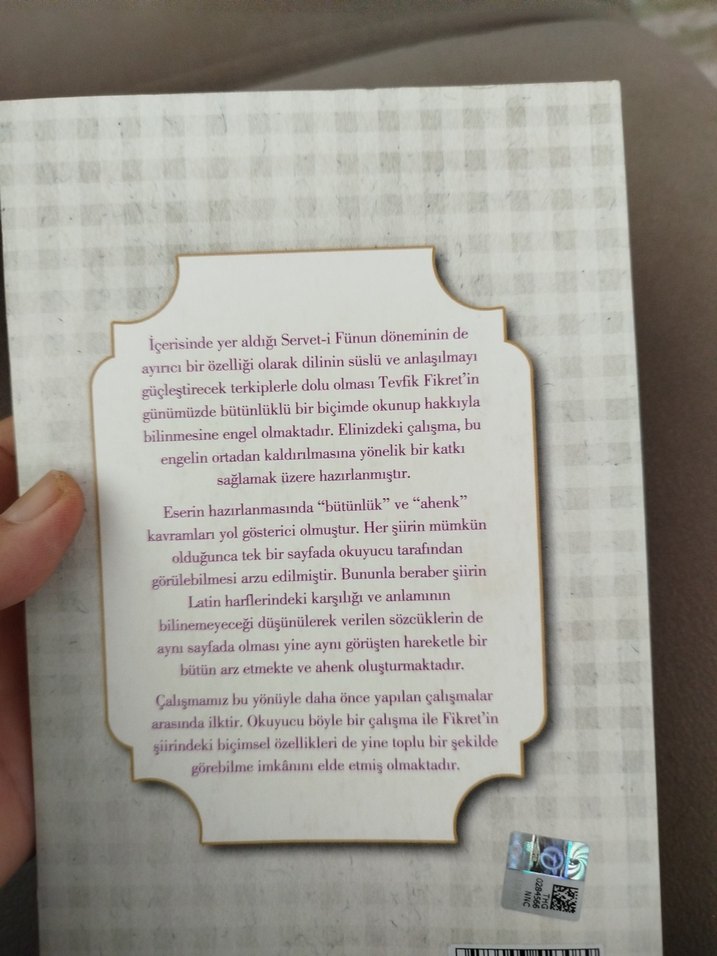 İçerisinde yer aldığı Servet-i Fünun döneminin de
ayırıcı bir özelliği olarak dilinin süslü ve anlaşılmayı
güçleştirecek terkiplerle dolu olması Tevfik Fikret’in
günümüzde bütünlüklü bir biçimde okunup hakkıyla
bilinmesine engel olmaktadır. Elinizdeki çalışma, bu
engelin ortadan kaldırılmasına yönelik bir katkı
sağlamak üzere hazırlanmıştır.
Eserin hazırlanmasında “bütünlük” ve “ahenk”
kavramları yol gösterici olmuştur. Her şiirin mümkün
olduğunca tek bir sayfada okuyucu tarafından
görülebilmesi arzu edilmiştir. Bununla beraber şiirin
Latin harflerindeki karşılığı ve anlamının
bilinemeyeceği düşünülerek verilen sözcüklerin de
aynı sayfada olması yine aynı görüşten hareketle bir
bütün arz etmekte ve ahenk oluşturmaktadır.
Çalışmamız bu yönüyle daha önce yapılan çalışmalar
arasında ilktir. Okuyucu böyle bir çalışma ile Fikret’in
şiirindeki biçimsel özellikleri de yine toplu bir şekilde
görebilme imkânını elde etmiş olmaktadır.
THG
0284566
NNC